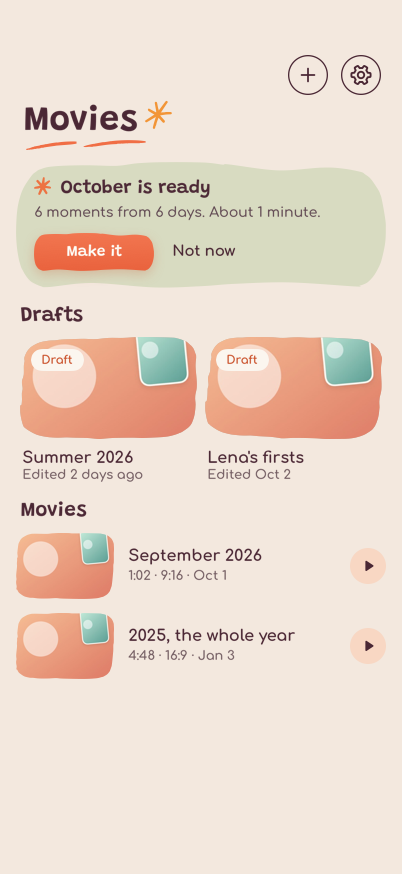 Movies
October is ready
6 moments from 6 days. About 1 minute.
Make it
Not now
Drafts
Draft
Draft
Summer 2026
Edited 2 days ago
Lena's firsts
Edited Oct 2
Movies
September 2026
1:02 · 9:16 · Oct 1
2025, the whole year
4:48 · 16:9 · Jan 3